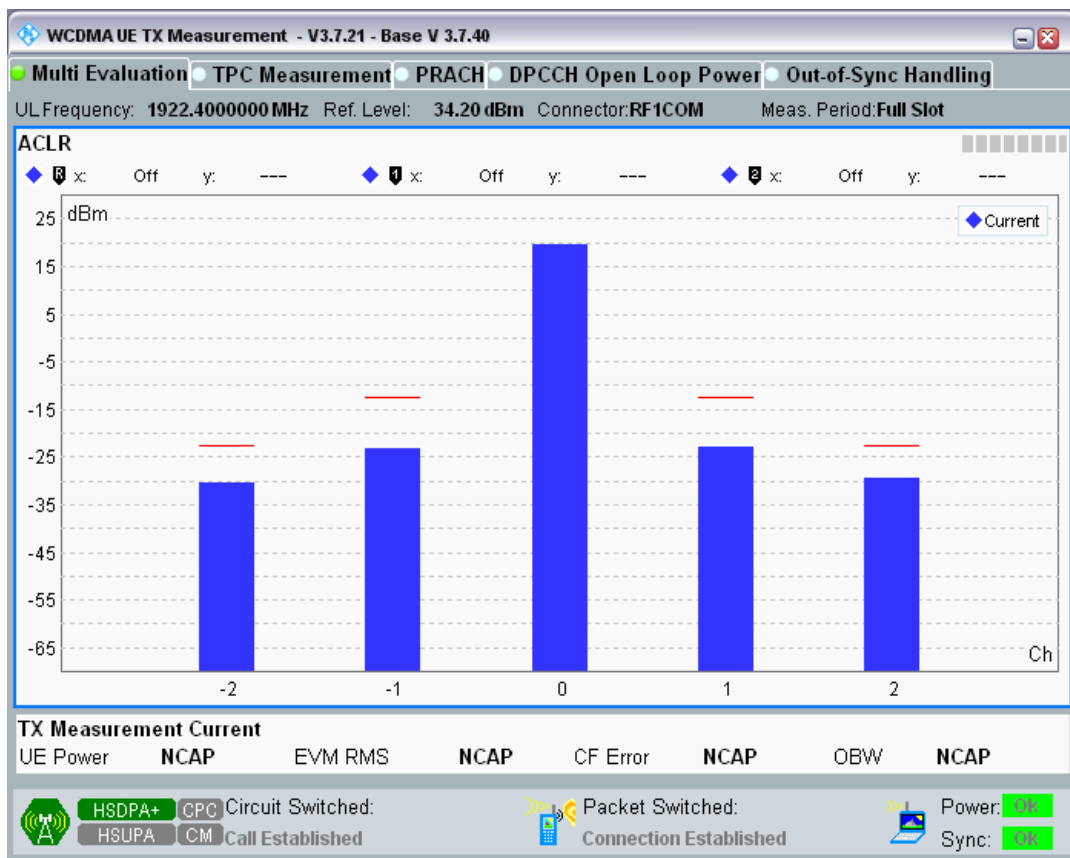 WCDMA UE TX Measurement - V3.7.21 - Base V 3.7.40
Multi Evaluation TPC Measurement PRACH DPCCH Open Loop Power Out-of-Sync Handling
UL Frequency: 1922.4000000 MHz Ref. Level: 34.20 dBm Connector:RF1COM Meas. Period:Full Slot
ACLR
R x: Off y: --- 1 x: Off y: --- 2 x: Off y: ---
dBm
Current
25
15
5
-5
-15
-25
-35
-45
-55
-65
Ch
-2 -1 0 1 2
TX Measurement Current
UE Power NCAP EVM RMS NCAP CF Error NCAP OBW NCAP
HSDPA+ CPC Circuit Switched: Packet Switched: Power: Ok
HSUPA CM Call Established Connection Established Sync: Ok